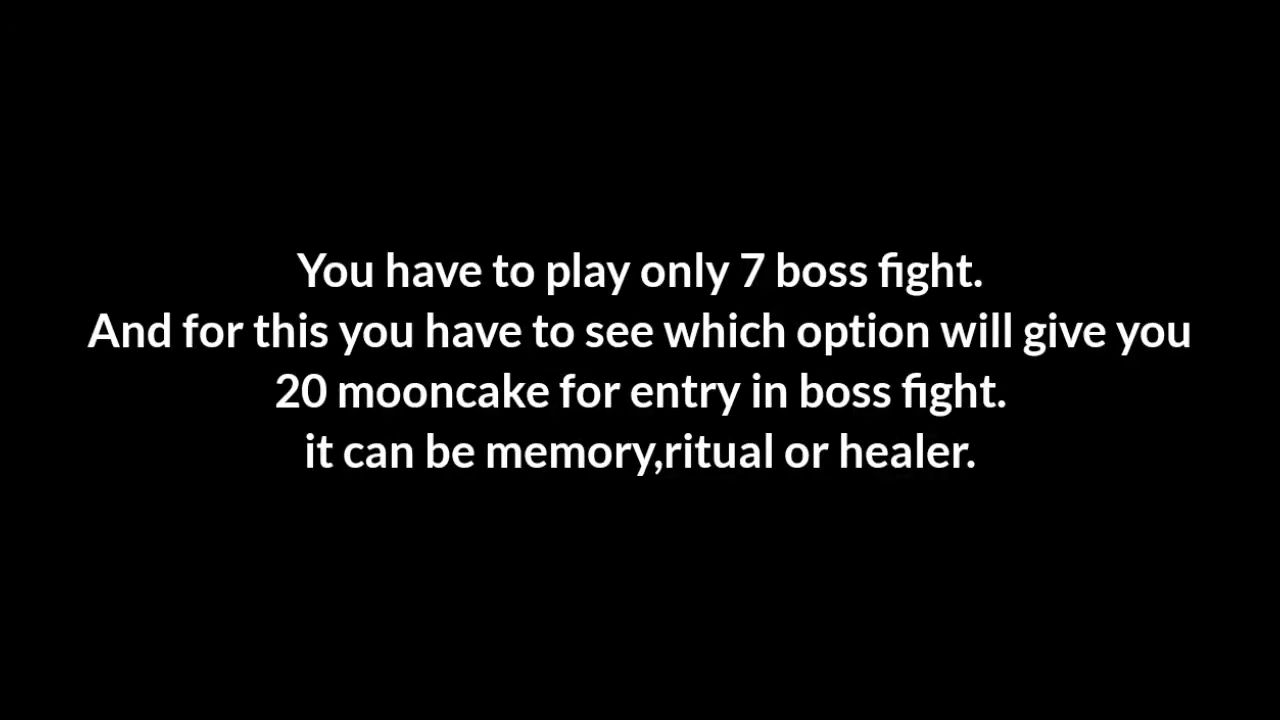 You have to play only 7 boss fight.
And for this you have to see which option will give you
20 mooncake for entry in boss fight.
it can be memory,ritual or healer.